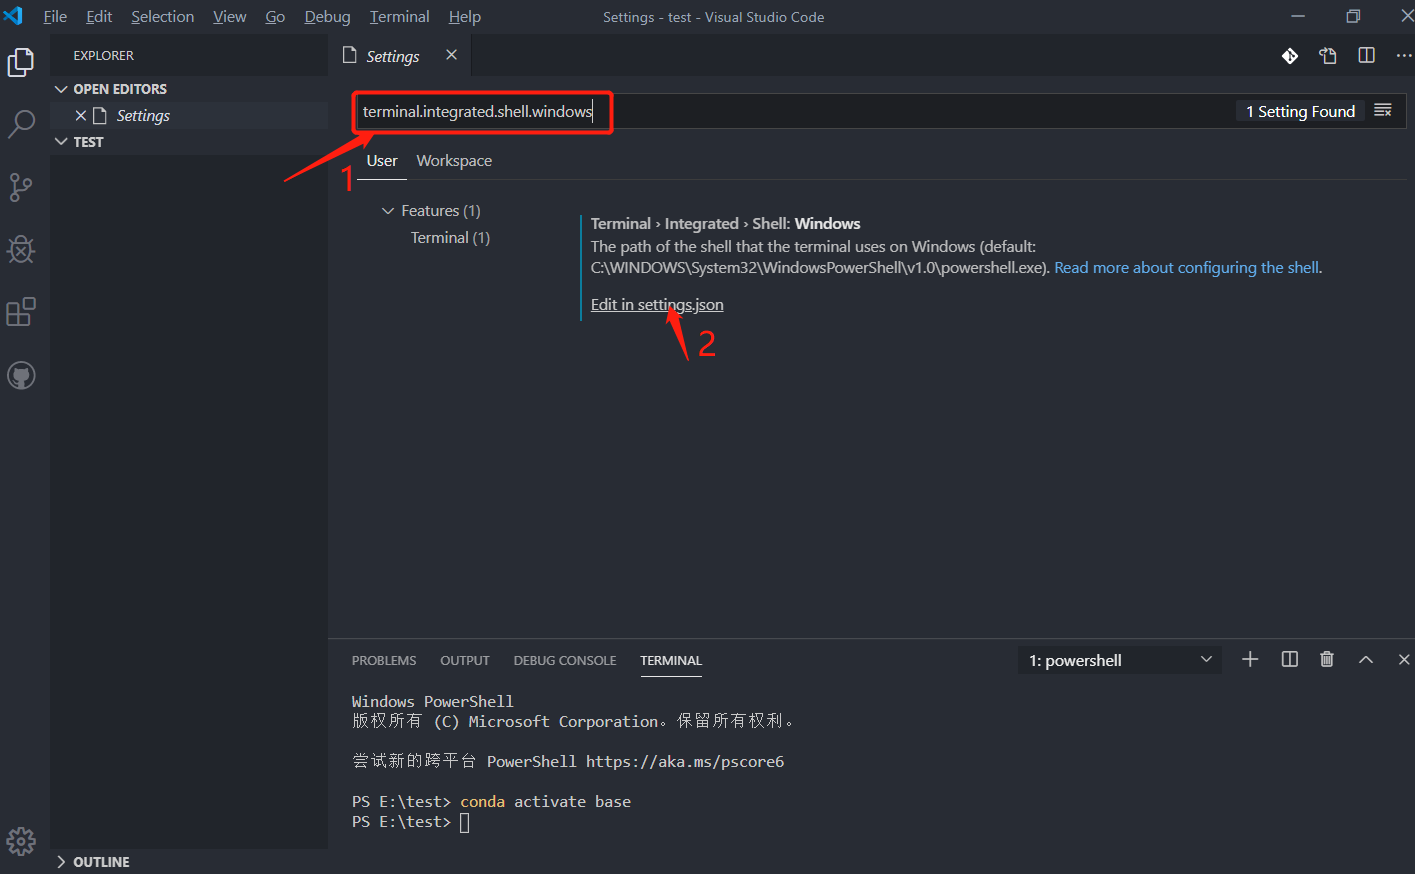 File Edit Selection View Go Debug Terminal Help
Settings - test - Visual Studio Code
EXPLORER
OPEN EDITORS
Settings
TEST
OUTLINE
Settings
terminal.integrated.shell.windows
1 Setting Found
1
User Workspace
Features (1)
Terminal (1)
Terminal › Integrated › Shell: Windows
The path of the shell that the terminal uses on Windows (default:
C:\WINDOWS\System32\WindowsPowerShell\v1.0\powershell.exe). Read more about configuring the shell.
Edit in settings.json
2
PROBLEMS OUTPUT DEBUG CONSOLE TERMINAL
1: powershell
Windows PowerShell
版权所有 (C) Microsoft Corporation。保留所有权利。
尝试新的跨平台 PowerShell https://aka.ms/pscore6
PS E:\test> conda activate base
PS E:\test>